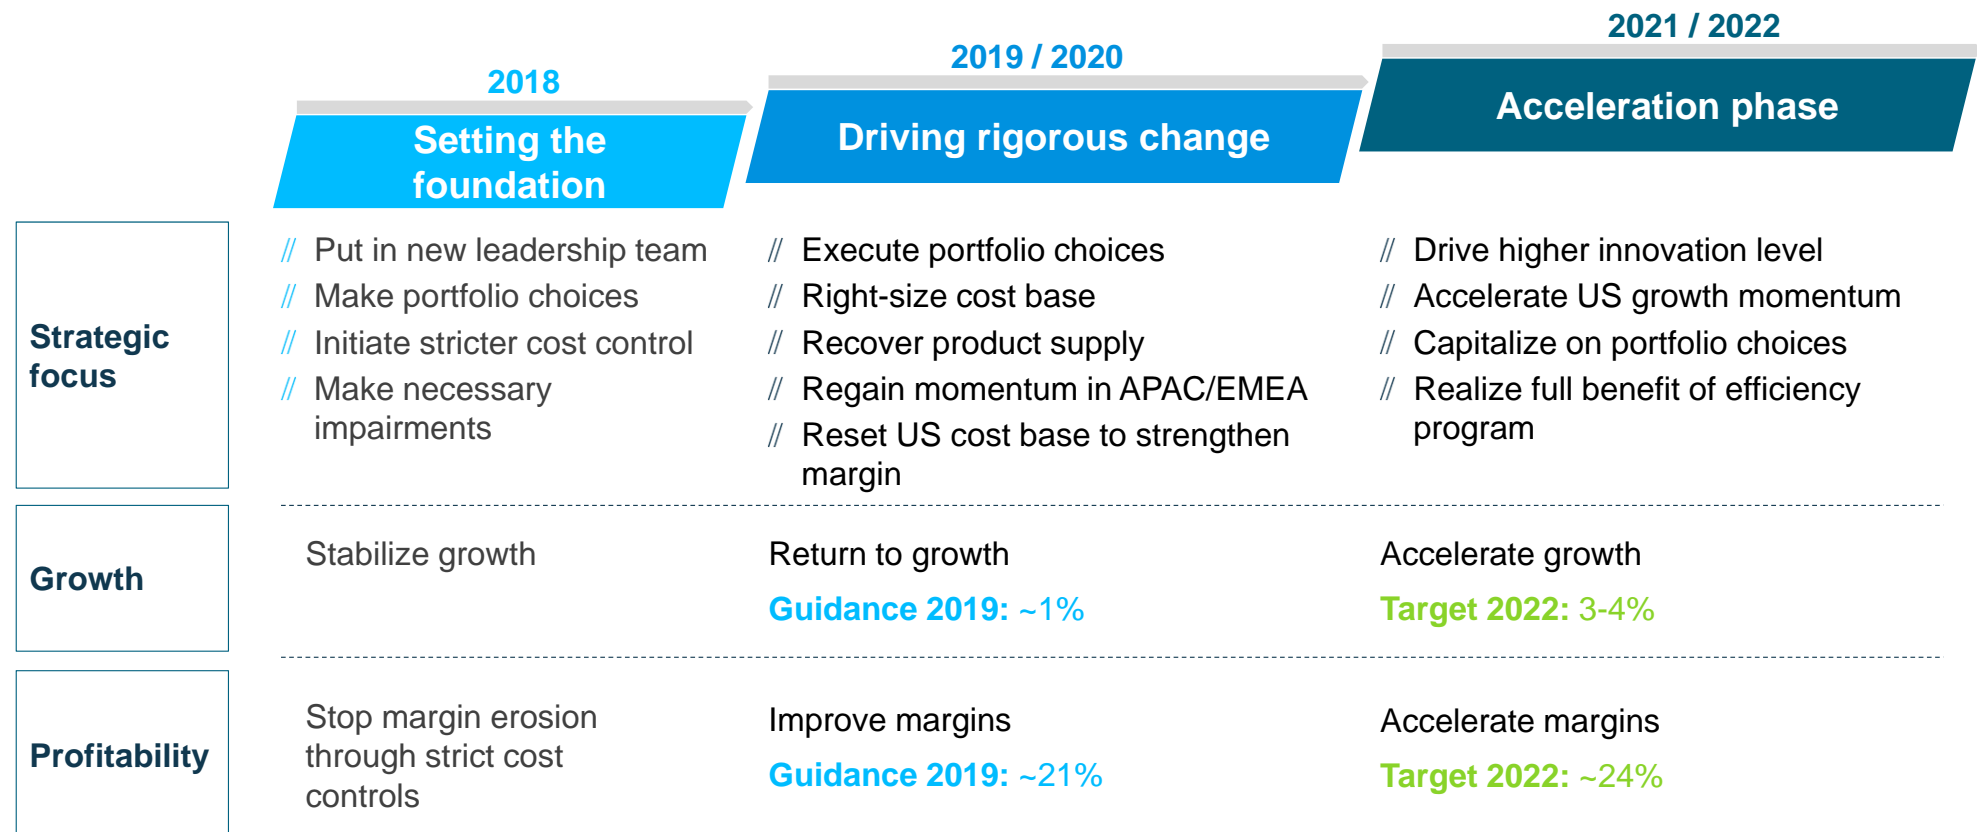 2018
2019 / 2020
2021 / 2022
Setting the
foundation
Driving rigorous change
Acceleration phase
Strategic
focus
// Put in new leadership team
// Make portfolio choices
// Initiate stricter cost control
// Make necessary
impairments
// Execute portfolio choices
// Right-size cost base
// Recover product supply
// Regain momentum in APAC/EMEA
// Reset US cost base to strengthen
margin
// Drive higher innovation level
// Accelerate US growth momentum
// Capitalize on portfolio choices
// Realize full benefit of efficiency
program
Growth
Stabilize growth
Return to growth
Guidance 2019: ~1%
Accelerate growth
Target 2022: 3-4%
Profitability
Stop margin erosion
through strict cost
controls
Improve margins
Guidance 2019: ~21%
Accelerate margins
Target 2022: ~24%